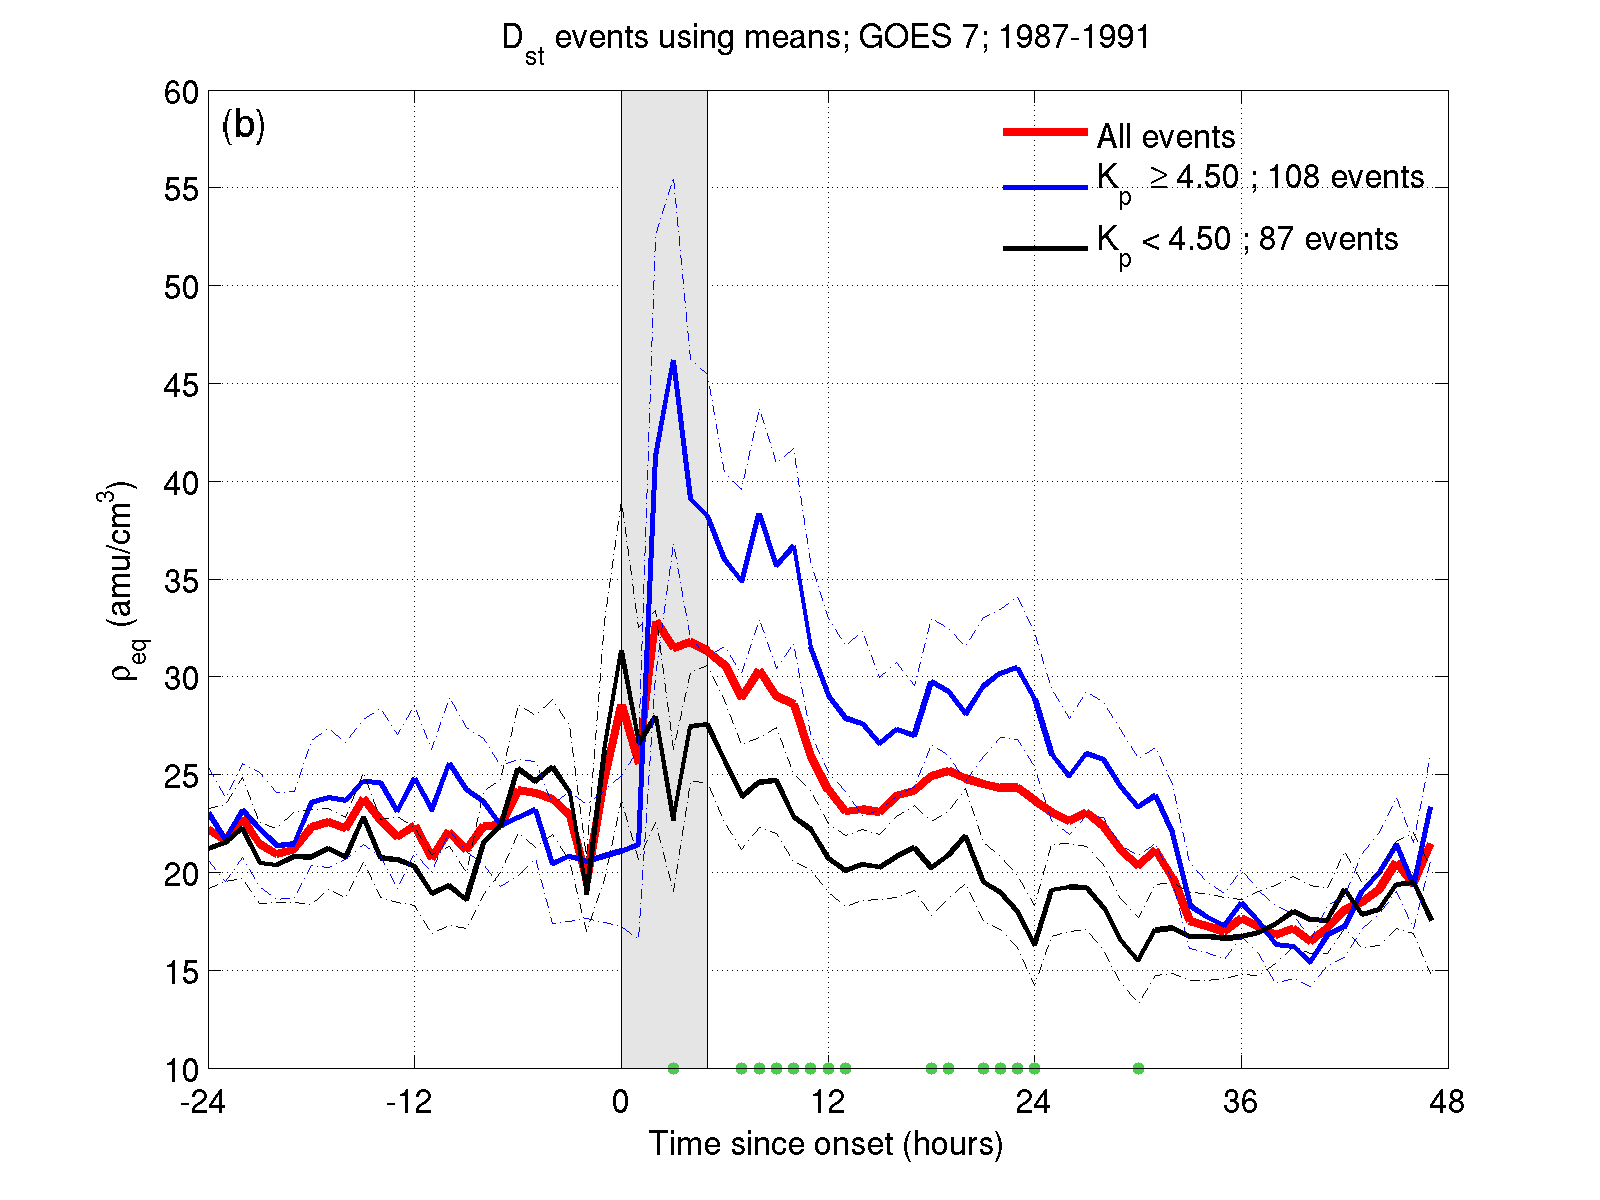 D_st events using means; GOES 7; 1987-1991
(b)
All events
K_p ≥ 4.50 ; 108 events
K_p < 4.50 ; 87 events
60
55
50
45
40
35
30
25
20
15
10
ρ_eq (amu/cm^3)
-24 -12 0 12 24 36 48
Time since onset (hours)